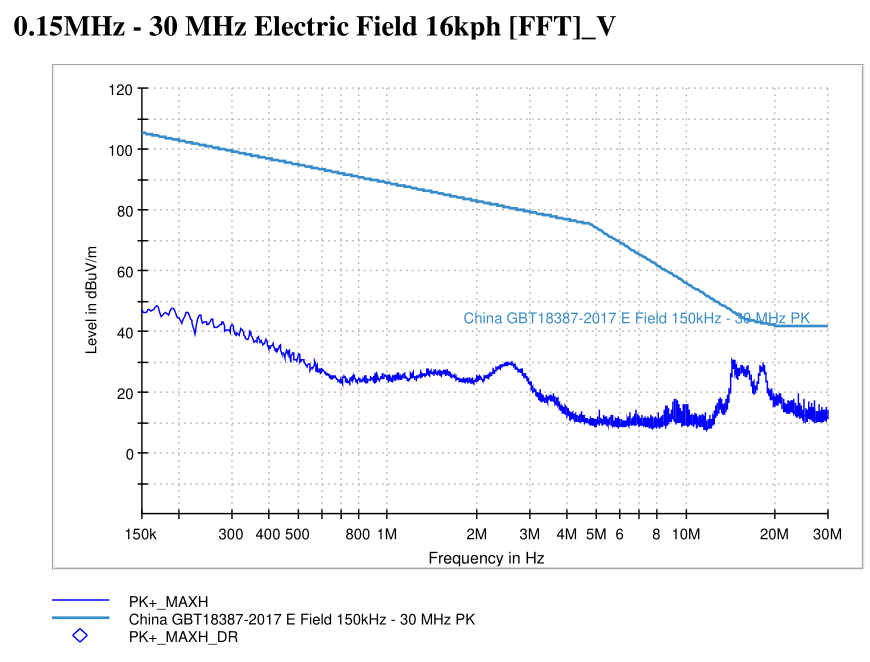 0.15MHz - 30 MHz Electric Field 16kph [FFT]_V
120
100
80
60
40
20
0
Level in dBuV/m
China GBT18387-2017 E Field 150kHz - 30 MHz PK
150k 300 400 500 800 1M 2M 3M 4M 5M 6 8 10M 20M 30M
Frequency in Hz
PK+_MAXH
China GBT18387-2017 E Field 150kHz - 30 MHz PK
PK+_MAXH_DR